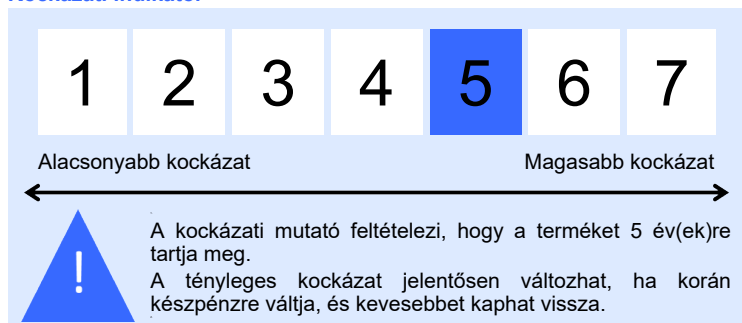 1 2 3 4 5 6 7
Alacsonyabb kockázat Magasabb kockázat
!
A kockázati mutató feltételezi, hogy a terméket 5 év(ek)re
tartja meg.
A tényleges kockázat jelentősen változhat, ha korán
készpénzre váltja, és kevesebbet kaphat vissza.